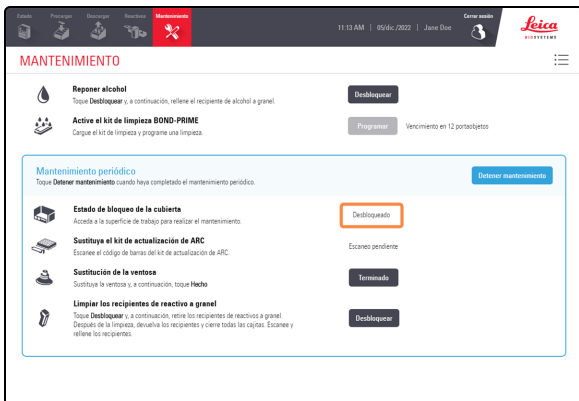 Estado
Precargar
Descargar
Reactivos
Mantenimiento
11:13 AM | 05/dic /2022 | Jane Doe
Cerrar sesión
Leica
BIOSYSTEMS
MANTENIMIENTO
Reponer alcohol
Toque Desbloquear y, a continuación, rellene el recipiente de alcohol a granel.
Desbloquear
Active el kit de limpieza BOND-PRIME
Cargue el kit de limpieza y programe una limpieza.
Programar
Vencimiento en 12 portaobjetos
Mantenimiento periódico
Toque Detener mantenimiento cuando haya completado el mantenimiento periódico.
Detener mantenimiento
Estado de bloqueo de la cubierta
Acceda a la superficie de trabajo para realizar el mantenimiento.
Desbloqueado
Sustituya el kit de actualización de ARC
Escanee el código de barras del kit de actualización de ARC.
Escaneo pendiente
Sustitución de la ventosa
Sustituya la ventosa y, a continuación, toque Hecho
Terminado
Limpiar los recipientes de reactivo a granel
Toque Desbloquear y, a continuación, retire los recipientes de reactivos a granel.
Después de la limpieza, devuelva los recipientes y cierre todas las cajitas. Escanee y
rellene los recipientes.
Desbloquear